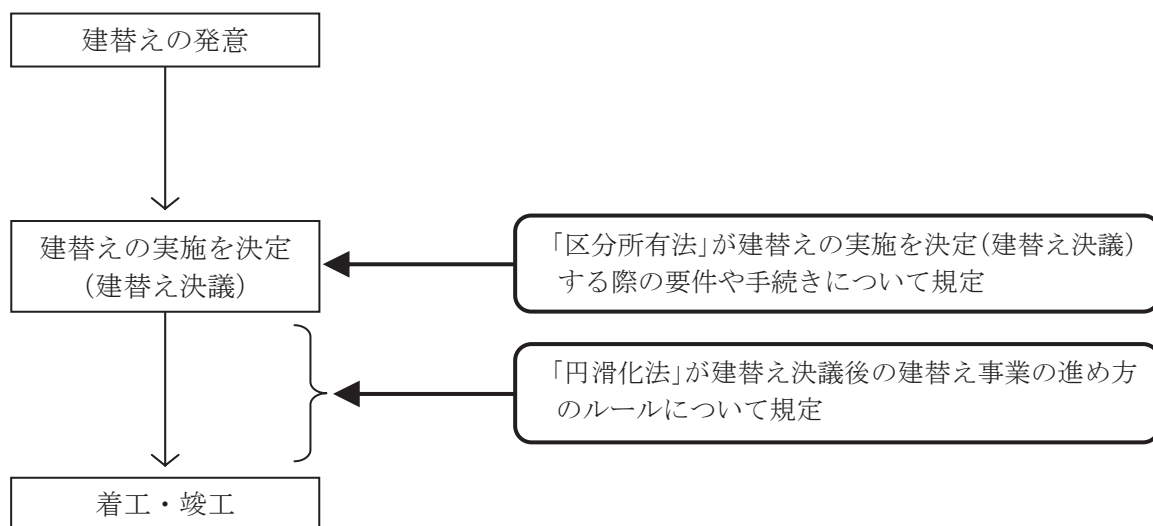 建替えの発意
建替えの実施を決定
(建替え決議)
「区分所有法」が建替えの実施を決定(建替え決議)
する際の要件や手続きについて規定
「円滑化法」が建替え決議後の建替え事業の進め方
のルールについて規定
着工・竣工